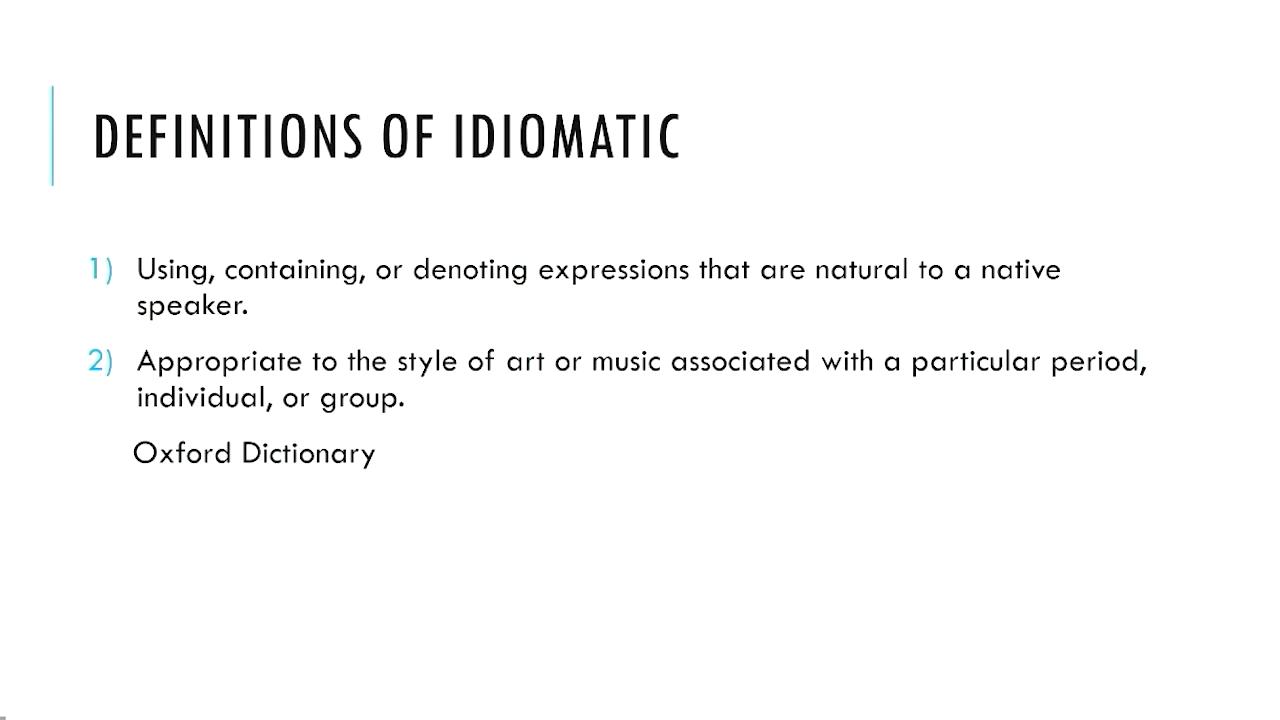 DEFINITIONS OF IDIOMATIC
1) Using, containing, or denoting expressions that are natural to a native
speaker.
2) Appropriate to the style of art or music associated with a particular period,
individual, or group.
Oxford Dictionary